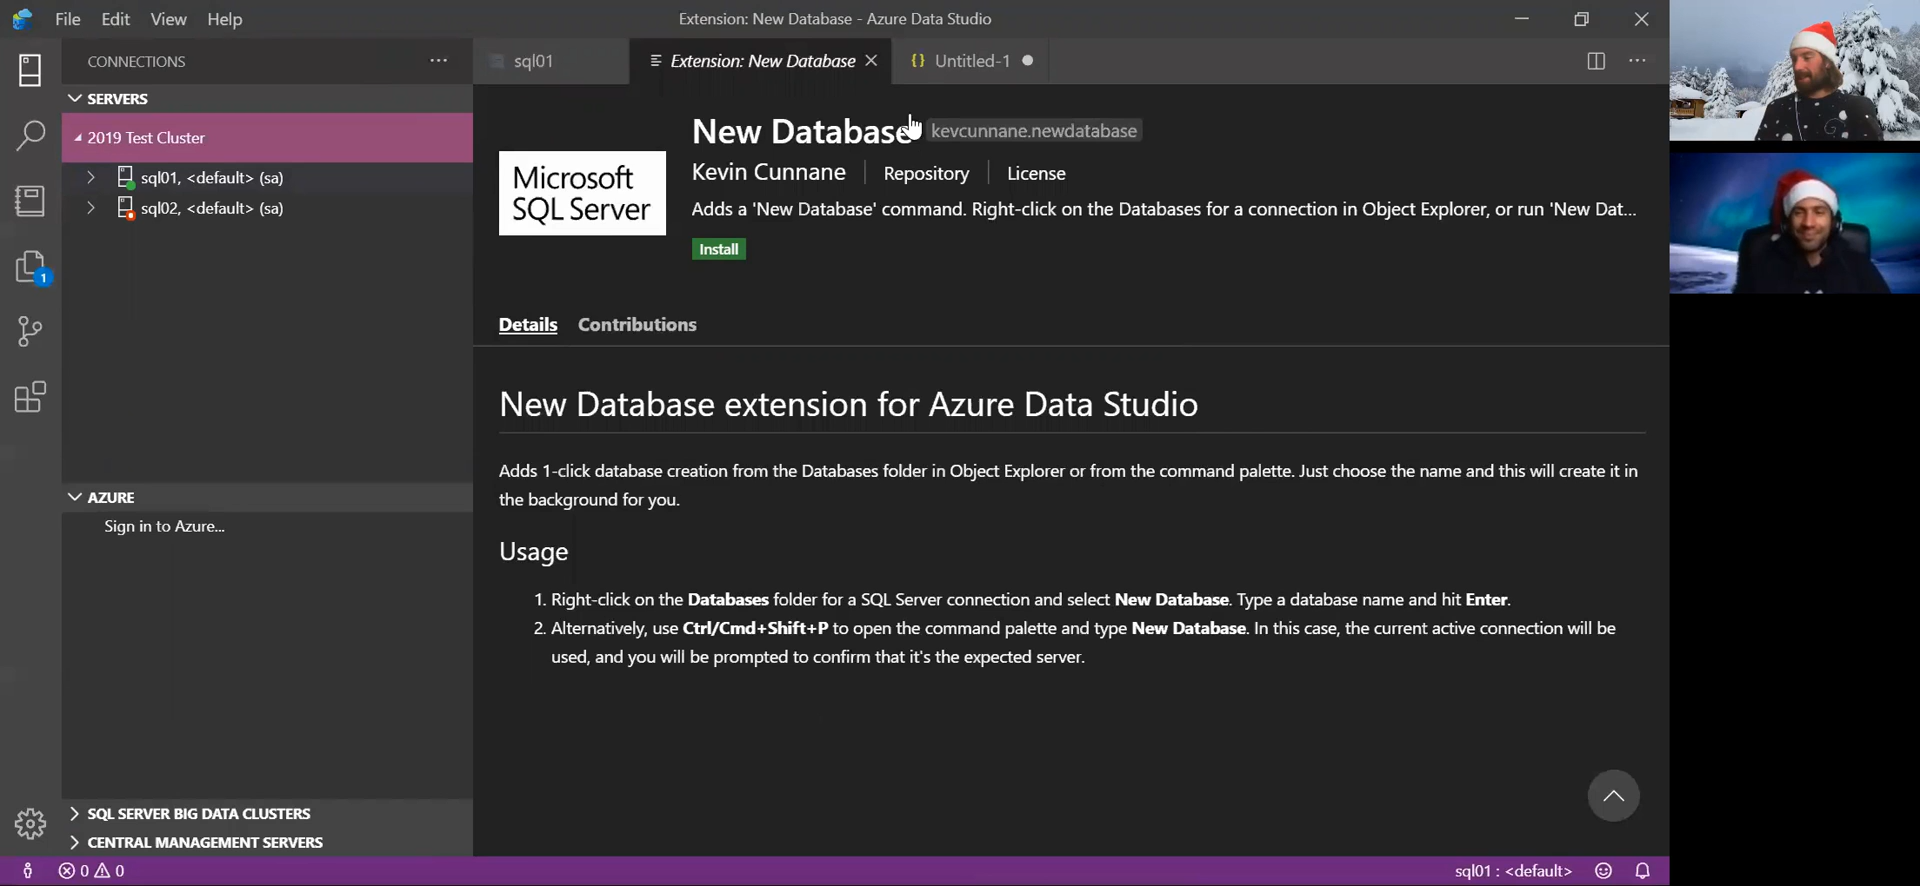 File Edit View Help
Extension: New Database - Azure Data Studio
CONNECTIONS
sql01
Extension: New Database
{} Untitled-1
SERVERS
2019 Test Cluster
sql01, <default> (sa)
sql02, <default> (sa)
1
AZURE
Sign in to Azure...
SQL SERVER BIG DATA CLUSTERS
CENTRAL MANAGEMENT SERVERS
Microsoft
SQL Server
New Database kevcunnane.newdatabase
Kevin Cunnane Repository License
Adds a 'New Database' command. Right-click on the Databases for a connection in Object Explorer, or run 'New Dat...
Install
Details Contributions
New Database extension for Azure Data Studio
Adds 1-click database creation from the Databases folder in Object Explorer or from the command palette. Just choose the name and this will create it in
the background for you.
Usage
1. Right-click on the Databases folder for a SQL Server connection and select New Database. Type a database name and hit Enter.
2. Alternatively, use Ctrl/Cmd+Shift+P to open the command palette and type New Database. In this case, the current active connection will be
used, and you will be prompted to confirm that it's the expected server.
0 0
sql01 : <default>